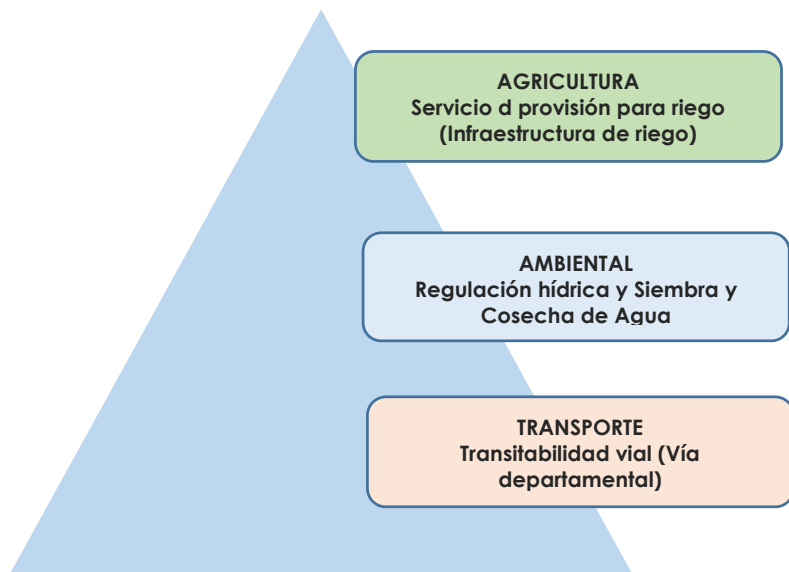 AGRICULTURA
Servicio d provisión para riego
(Infraestructura de riego)
AMBIENTAL
Regulación hídrica y Siembra y
Cosecha de Agua
TRANSPORTE
Transitabilidad vial (Vía
departamental)